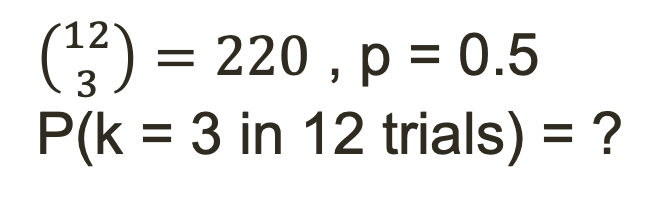 (12 3) = 220 , p = 0.5
P(k = 3 in 12 trials) = ?